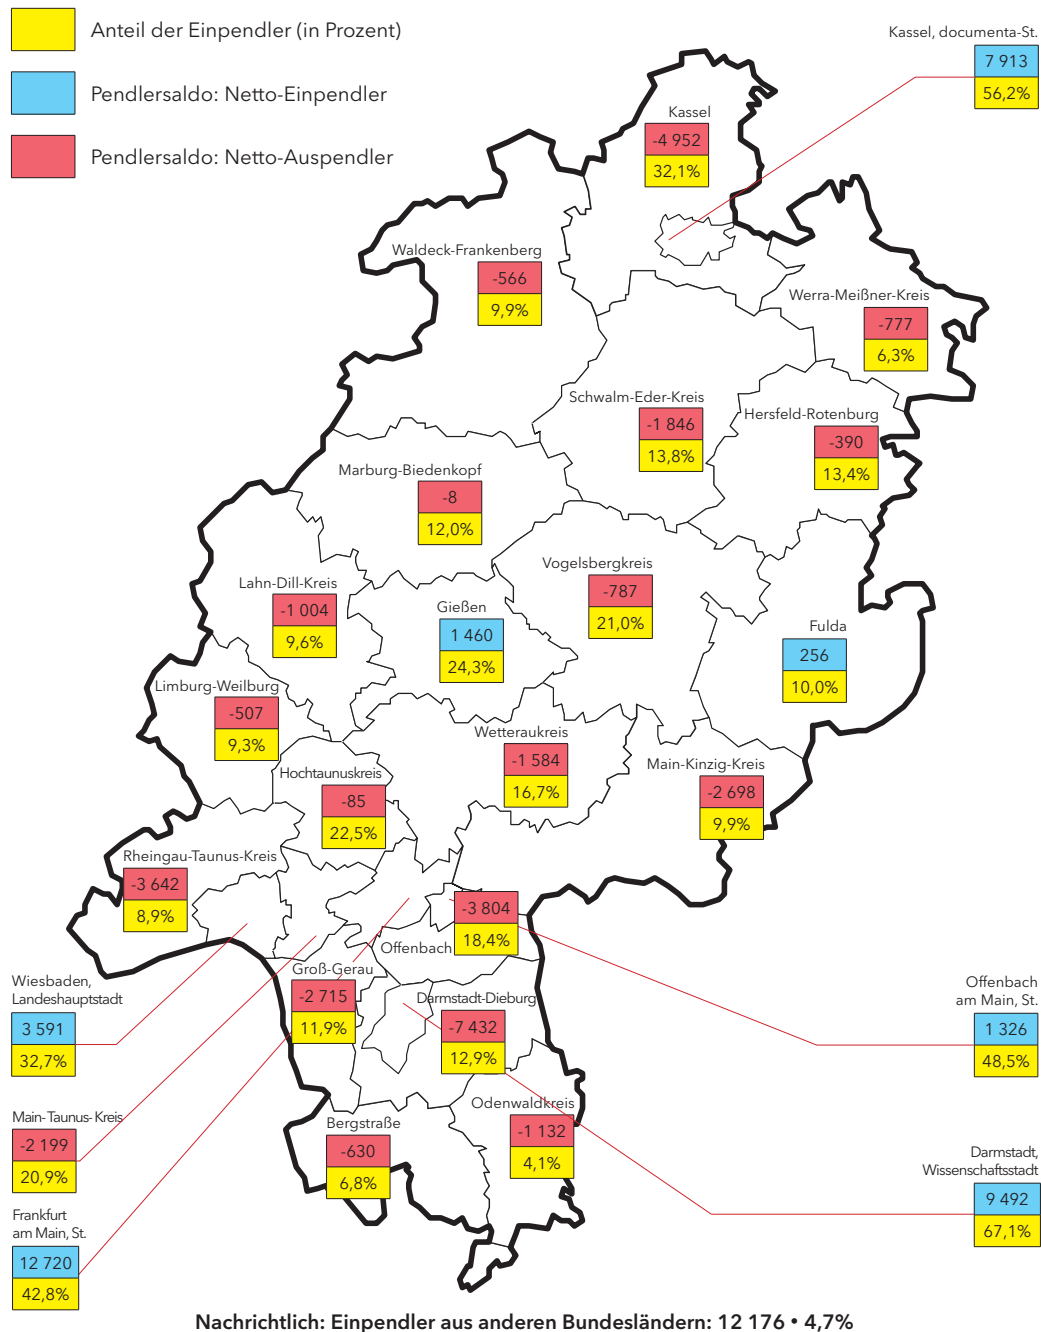 Anteil der Einpendler (in Prozent)
Pendlersaldo: Netto-Einpendler
Pendlersaldo: Netto-Auspendler
Kassel, documenta-St.
7 913
56,2%
Kassel
-4 952
32,1%
Waldeck-Frankenberg
-566
9,9%
Werra-Meißner-Kreis
-777
6,3%
Schwalm-Eder-Kreis
-1 846
13,8%
Hersfeld-Rotenburg
-390
13,4%
Marburg-Biedenkopf
-8
12,0%
Vogelsbergkreis
-787
21,0%
Lahn-Dill-Kreis
-1 004
9,6%
Gießen
1 460
24,3%
Fulda
256
10,0%
Limburg-Weilburg
-507
9,3%
Wetteraukreis
-1 584
16,7%
Main-Kinzig-Kreis
-2 698
9,9%
Hochtaunuskreis
-85
22,5%
Rheingau-Taunus-Kreis
-3 642
8,9%
Offenbach
-3 804
18,4%
Groß-Gerau
-2 715
11,9%
Darmstadt-Dieburg
-7 432
12,9%
Wiesbaden,
Landeshauptstadt
3 591
32,7%
Offenbach
am Main, St.
1 326
48,5%
Main-Taunus-Kreis
-2 199
20,9%
Bergstraße
-630
6,8%
Odenwaldkreis
-1 132
4,1%
Darmstadt,
Wissenschaftsstadt
9 492
67,1%
Frankfurt
am Main, St.
12 720
42,8%
Nachrichtlich: Einpendler aus anderen Bundesländern: 12 176 • 4,7%